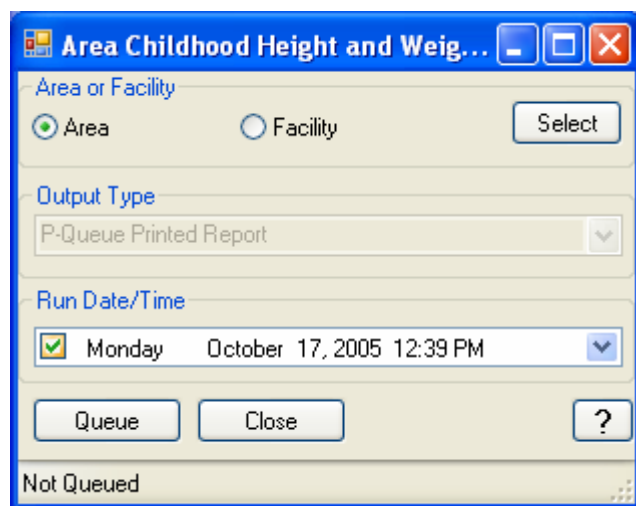 Area Childhood Height and Weig...
Area or Facility
Area Facility Select
Output Type
P-Queue Printed Report
Run Date/Time
Monday October 17, 2005 12:39 PM
Queue Close ?
Not Queued